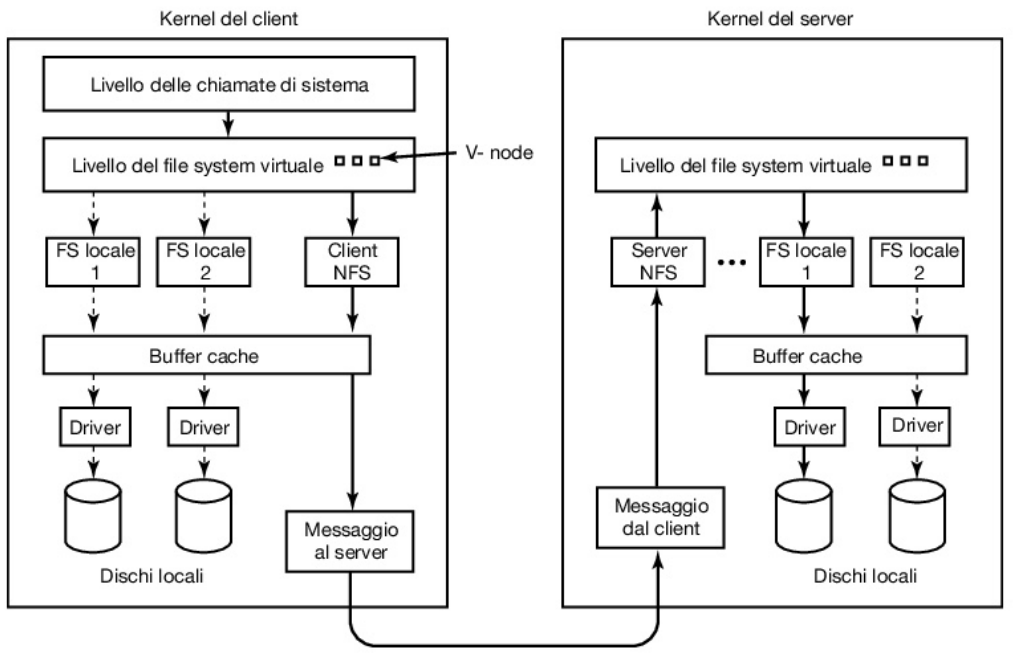 Kernel del client
Kernel del server
Livello delle chiamate di sistema
Livello del file system virtuale
V- node
Livello del file system virtuale
FS locale
1
FS locale
2
Client
NFS
Server
NFS
FS locale
1
FS locale
2
Buffer cache
Buffer cache
Driver
Driver
Driver
Driver
Messaggio
al server
Messaggio
dal client
Dischi locali
Dischi locali